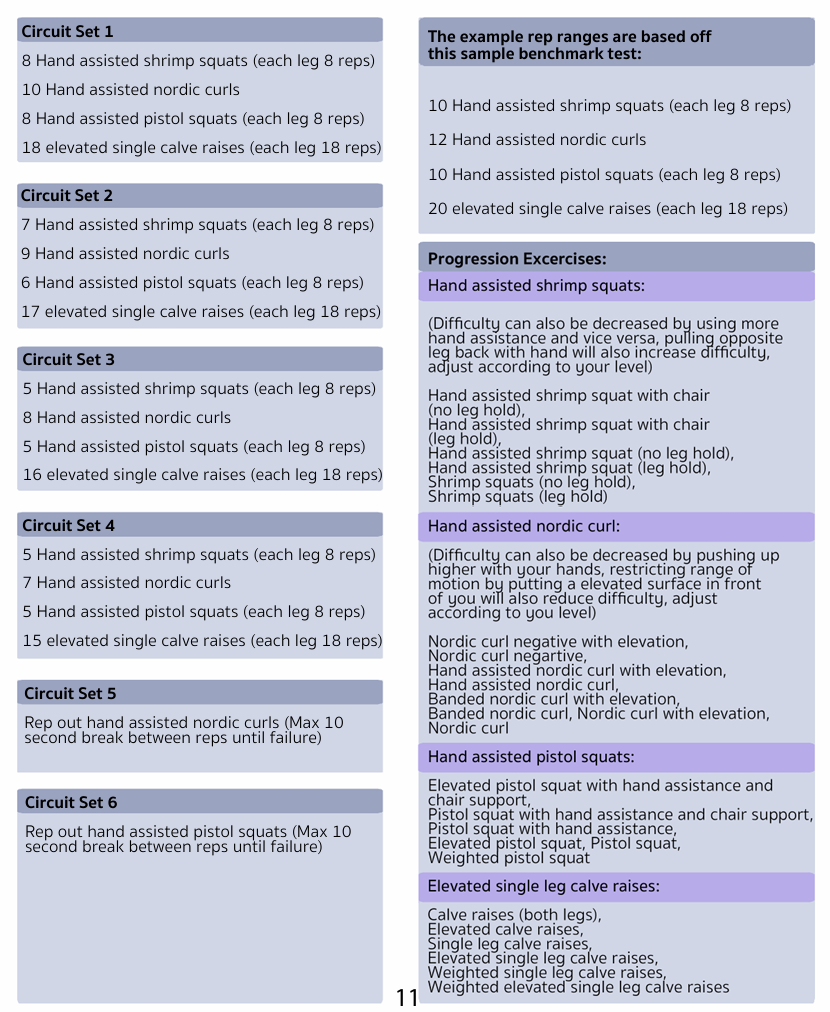 Circuit Set 1
8 Hand assisted shrimp squats (each leg 8 reps)
10 Hand assisted nordic curls
8 Hand assisted pistol squats (each leg 8 reps)
18 elevated single calve raises (each leg 18 reps)
Circuit Set 2
7 Hand assisted shrimp squats (each leg 8 reps)
9 Hand assisted nordic curls
6 Hand assisted pistol squats (each leg 8 reps)
17 elevated single calve raises (each leg 18 reps)
Circuit Set 3
5 Hand assisted shrimp squats (each leg 8 reps)
8 Hand assisted nordic curls
5 Hand assisted pistol squats (each leg 8 reps)
16 elevated single calve raises (each leg 18 reps)
Circuit Set 4
5 Hand assisted shrimp squats (each leg 8 reps)
7 Hand assisted nordic curls
5 Hand assisted pistol squats (each leg 8 reps)
15 elevated single calve raises (each leg 18 reps)
Circuit Set 5
Rep out hand assisted nordic curls (Max 10
second break between reps until failure)
Circuit Set 6
Rep out hand assisted pistol squats (Max 10
second break between reps until failure)
The example rep ranges are based off
this sample benchmark test:
10 Hand assisted shrimp squats (each leg 8 reps)
12 Hand assisted nordic curls
10 Hand assisted pistol squats (each leg 8 reps)
20 elevated single calve raises (each leg 18 reps)
Progression Excercises:
Hand assisted shrimp squats:
(Difficulty can also be decreased by using more
hand assistance and vice versa, pulling opposite
leg back with hand will also increase difficulty,
adjust according to your level)
Hand assisted shrimp squat with chair
(no leg hold),
Hand assisted shrimp squat with chair
(leg hold),
Hand assisted shrimp squat (no leg hold),
Hand assisted shrimp squat (leg hold),
Shrimp squats (no leg hold),
Shrimp squats (leg hold)
Hand assisted nordic curl:
(Difficulty can also be decreased by pushing up
higher with your hands, restricting range of
motion by putting a elevated surface in front
of you will also reduce difficulty, adjust
according to you level)
Nordic curl negative with elevation,
Nordic curl negartive,
Hand assisted nordic curl with elevation,
Hand assisted nordic curl,
Banded nordic curl with elevation,
Banded nordic curl, Nordic curl with elevation,
Nordic curl
Hand assisted pistol squats:
Elevated pistol squat with hand assistance and
chair support,
Pistol squat with hand assistance and chair support,
Pistol squat with hand assistance,
Elevated pistol squat, Pistol squat,
Weighted pistol squat
Elevated single leg calve raises:
Calve raises (both legs),
Elevated calve raises,
Single leg calve raises,
Elevated single leg calve raises,
Weighted single leg calve raises,
Weighted elevated single leg calve raises
11